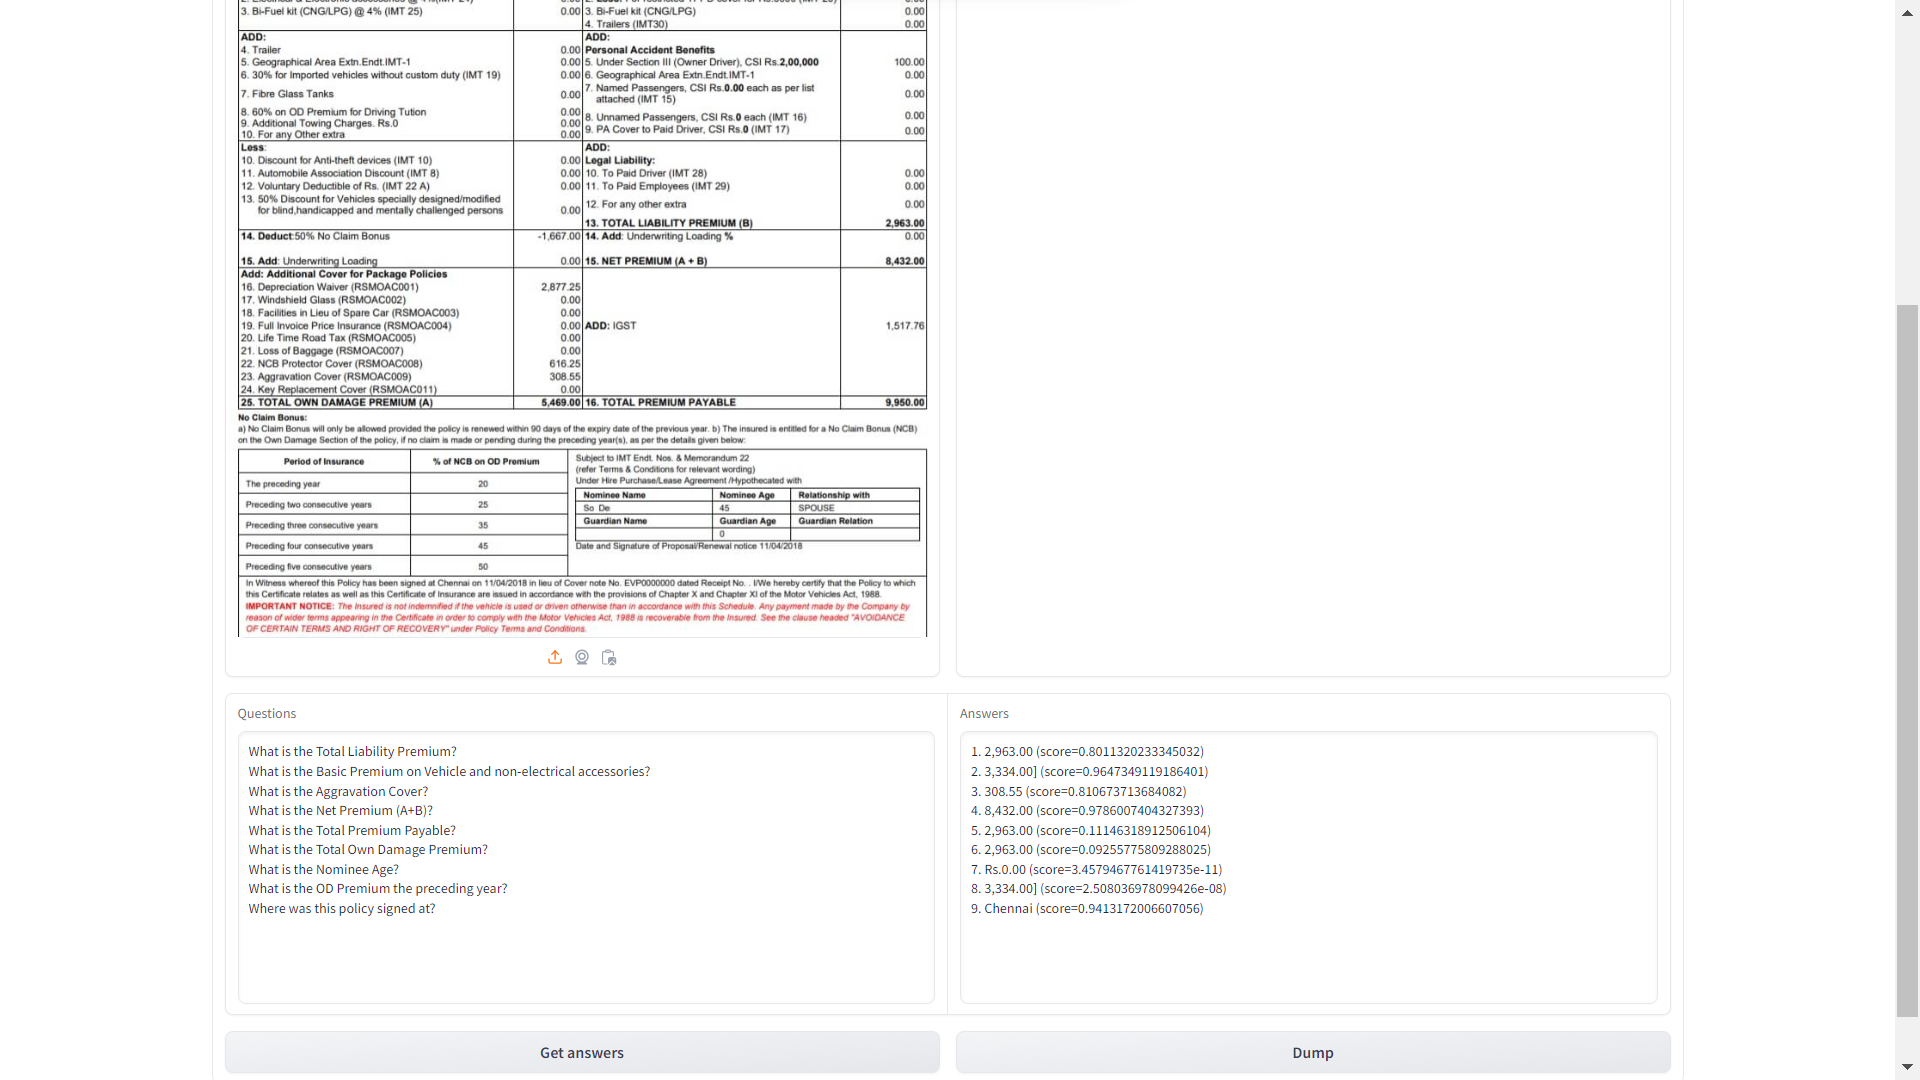 3. Bi-Fuel kit (CNG/LPG) @ 4% (IMT 25) 0.00 3. Bi-Fuel kit (CNG/LPG) 0.00
4. Trailers (IMT30) 0.00
ADD: ADD:
4. Trailer 0.00 Personal Accident Benefits
5. Geographical Area Extn.Endt.IMT-1 0.00 5. Under Section III (Owner Driver), CSI Rs.2,00,000 100.00
6. 30% for Imported vehicles without custom duty (IMT 19) 0.00 6. Geographical Area Extn.Endt.IMT-1 0.00
7. Fibre Glass Tanks 0.00 7. Named Passengers, CSI Rs.0.00 each as per list 0.00
attached (IMT 15)
8. 60% on OD Premium for Driving Tution 0.00 8. Unnamed Passengers, CSI Rs.0 each (IMT 16) 0.00
9. Additional Towing Charges. Rs.0 0.00 9. PA Cover to Paid Driver, CSI Rs.0 (IMT 17) 0.00
10. For any Other extra 0.00
Less: ADD:
10. Discount for Anti-theft devices (IMT 10) 0.00 Legal Liability:
11. Automobile Association Discount (IMT 8) 0.00 10. To Paid Driver (IMT 28) 0.00
12. Voluntary Deductible of Rs. (IMT 22 A) 0.00 11. To Paid Employees (IMT 29) 0.00
13. 50% Discount for Vehicles specially designed/modified
for blind,handicapped and mentally challenged persons 0.00 12. For any other extra 0.00
13. TOTAL LIABILITY PREMIUM (B) 2,963.00
14. Deduct:50% No Claim Bonus -1,667.00 14. Add: Underwriting Loading % 0.00
15. Add: Underwriting Loading 0.00 15. NET PREMIUM (A + B) 8,432.00
Add: Additional Cover for Package Policies
16. Depreciation Waiver (RSMOAC001) 2,877.25
17. Windshield Glass (RSMOAC002) 0.00
18. Facilities in Lieu of Spare Car (RSMOAC003) 0.00
19. Full Invoice Price Insurance (RSMOAC004) 0.00 ADD: IGST 1,517.76
20. Life Time Road Tax (RSMOAC005) 0.00
21. Loss of Baggage (RSMOAC007) 0.00
22. NCB Protector Cover (RSMOAC008) 616.25
23. Aggravation Cover (RSMOAC009) 308.55
24. Key Replacement Cover (RSMOAC011) 0.00
25. TOTAL OWN DAMAGE PREMIUM (A) 5,469.00 16. TOTAL PREMIUM PAYABLE 9,950.00
No Claim Bonus:
a) No Claim Bonus will only be allowed provided the policy is renewed within 90 days of the expiry date of the previous year. b) The insured is entitled for a No Claim Bonus (NCB)
on the Own Damage Section of the policy, if no claim is made or pending during the preceding year(s), as per the details given below:
Period of Insurance % of NCB on OD Premium
The preceding year 20
Preceding two consecutive years 25
Preceding three consecutive years 35
Preceding four consecutive years 45
Preceding five consecutive years 50
Subject to IMT Endt. Nos. & Memorandum 22
(refer Terms & Conditions for relevant wording)
Under Hire Purchase/Lease Agreement /Hypothecated with
Nominee Name Nominee Age Relationship with
So De 45 SPOUSE
Guardian Name Guardian Age Guardian Relation
0
Date and Signature of Proposal/Renewal notice 11/04/2018
In Witness whereof this Policy has been signed at Chennai on 11/04/2018 in lieu of Cover note No. EVP0000000 dated Receipt No. . I/We hereby certify that the Policy to which
this Certificate relates as well as this Certificate of Insurance are issued in accordance with the provisions of Chapter X and Chapter XI of the Motor Vehicles Act, 1988.
IMPORTANT NOTICE: The Insured is not indemnified if the vehicle is used or driven otherwise than in accordance with this Schedule. Any payment made by the Company by
reason of wider terms appearing in the Certificate in order to comply with the Motor Vehicles Act, 1988 is recoverable from the Insured. See the clause headed "AVOIDANCE
OF CERTAIN TERMS AND RIGHT OF RECOVERY" under Policy Terms and Conditions.
Questions
What is the Total Liability Premium?
What is the Basic Premium on Vehicle and non-electrical accessories?
What is the Aggravation Cover?
What is the Net Premium (A+B)?
What is the Total Premium Payable?
What is the Total Own Damage Premium?
What is the Nominee Age?
What is the OD Premium the preceding year?
Where was this policy signed at?
Answers
1. 2,963.00 (score=0.8011320233345032)
2. 3,334.00] (score=0.9647349119186401)
3. 308.55 (score=0.810673713684082)
4. 8,432.00 (score=0.9786007404327393)
5. 2,963.00 (score=0.11146318912506104)
6. 2,963.00 (score=0.09255775809288025)
7. Rs.0.00 (score=3.4579467761419735e-11)
8. 3,334.00] (score=2.508036978099426e-08)
9. Chennai (score=0.9413172006607056)
Get answers
Dump